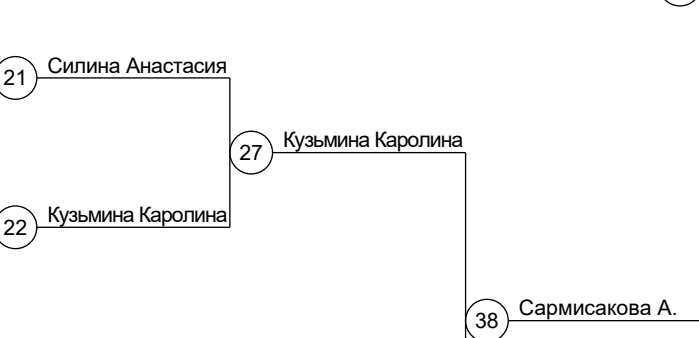 21 Силина Анастасия
27 Кузьмина Каролина
22 Кузьмина Каролина
38 Сармисакова А.